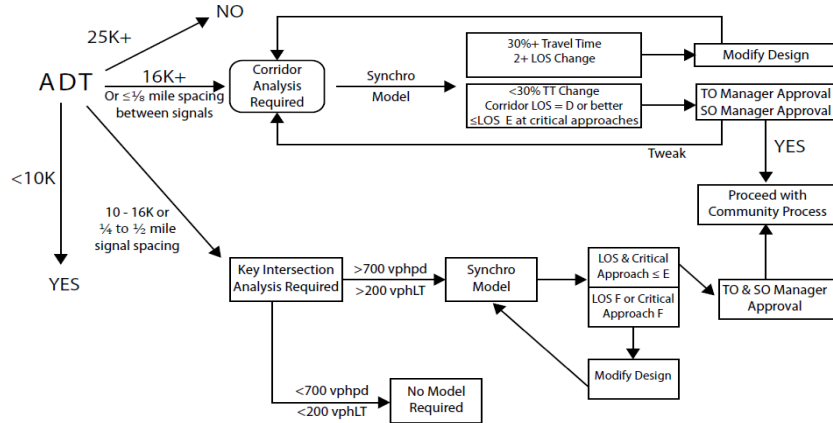 25K+
NO
ADT
16K+
Or ≤⅛ mile spacing
between signals
Corridor
Analysis
Required
Synchro
Model
30%+ Travel Time
2+ LOS Change
Modify Design
<30% TT Change
Corridor LOS = D or better
≤LOS E at critical approaches
TO Manager Approval
SO Manager Approval
Tweak
YES
<10K
YES
10 - 16K or
¼ to ½ mile
signal spacing
Proceed with
Community Process
Key Intersection
Analysis Required
>700 vphpd
>200 vphLT
Synchro
Model
LOS & Critical
Approach ≤ E
LOS F or Critical
Approach F
TO & SO Manager
Approval
Modify Design
<700 vphpd
<200 vphLT
No Model
Required